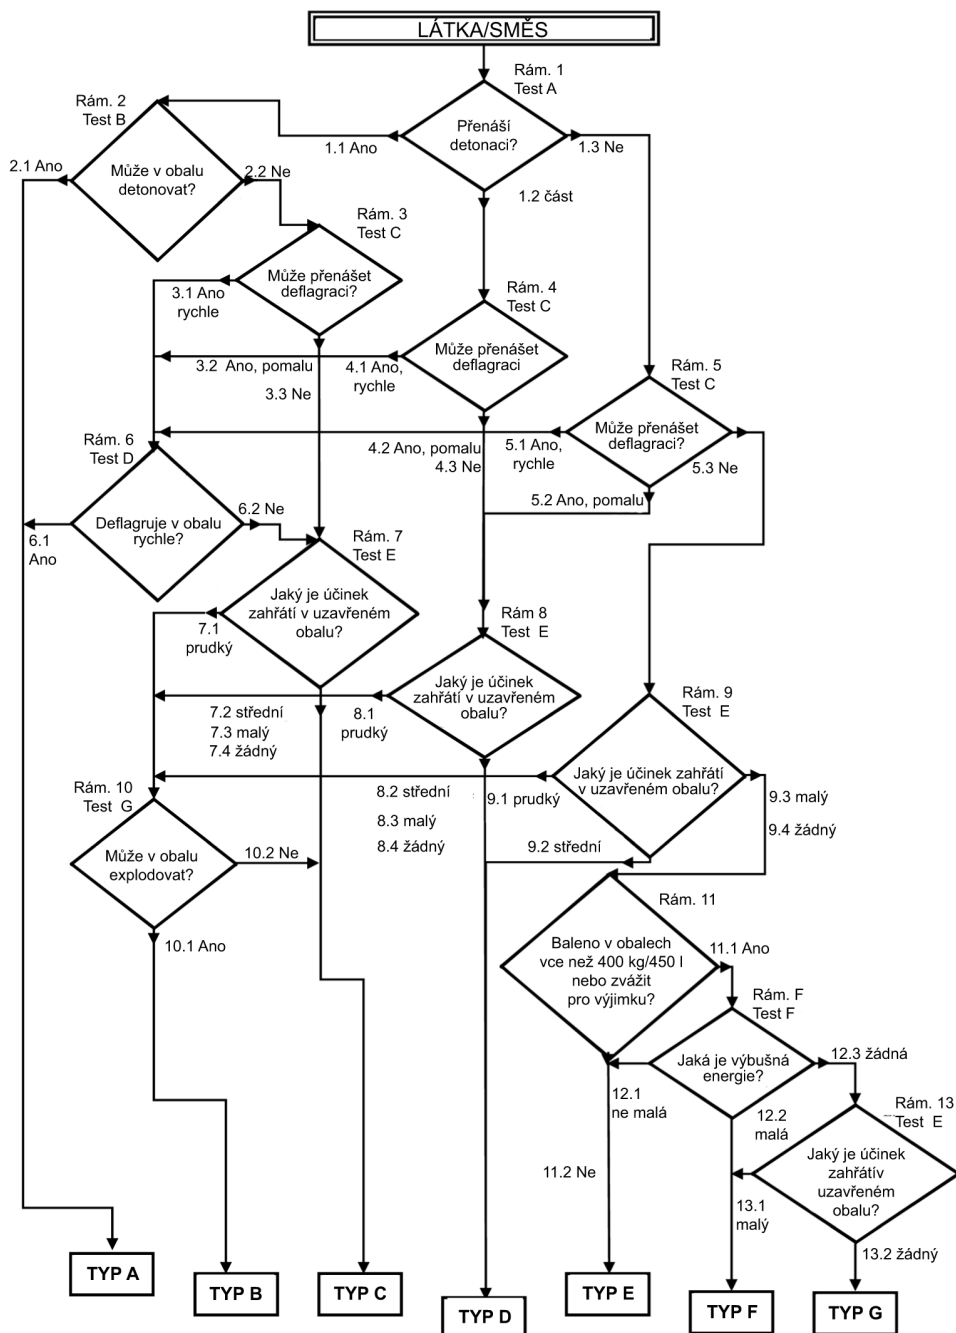 LÁTKA/SMĚS
Rám. 1
Test A
Přenáší
detonaci?
1.1 Ano
1.3 Ne
1.2 část
Rám. 2
Test B
Může v obalu
detonovat?
2.1 Ano
2.2 Ne
Rám. 3
Test C
Může přenášet
deflagraci?
3.1 Ano
rychle
3.2 Ano, pomalu
3.3 Ne
Rám. 4
Test C
Může přenášet
deflagraci
4.1 Ano,
rychle
4.2 Ano, pomalu
4.3 Ne
Rám. 5
Test C
Může přenášet
deflagraci?
5.1 Ano,
rychle
5.3 Ne
5.2 Ano, pomalu
Rám. 6
Test D
Deflagruje v obalu
rychle?
6.1
Ano
6.2 Ne
Rám. 7
Test E
Jaký je účinek
zahřátí v uzavřeném
obalu?
7.1
prudký
7.2 střední
7.3 malý
7.4 žádný
Rám 8
Test E
Jaký je účinek
zahřátí v uzavřeném
obalu?
8.1
prudký
8.2 střední
8.3 malý
8.4 žádný
Rám. 9
Test E
Jaký je účinek zahřátí
v uzavřeném obalu?
9.1 prudký
9.2 střední
9.3 malý
9.4 žádný
Rám. 10
Test G
Může v obalu
explodovat?
10.2 Ne
10.1 Ano
Rám. 11
Baleno v obalech
vce než 400 kg/450 l
nebo zvážit
pro výjimku?
11.1 Ano
11.2 Ne
Rám. F
Test F
Jaká je výbušná
energie?
12.1
ne malá
12.2
malá
12.3 žádná
Rám. 13
Test E
Jaký je účinek
zahřátív
uzavřeném
obalu?
13.1
malý
13.2 žádný
TYP A
TYP B
TYP C
TYP D
TYP E
TYP F
TYP G